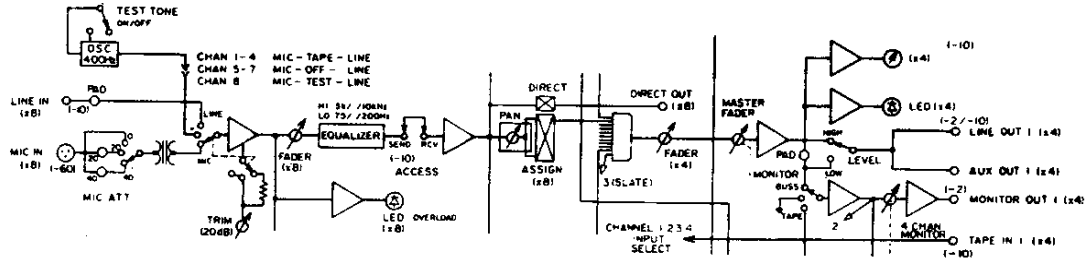 TEST TONE
ON/OFF
OSC
400Hz
CHAN 1-4 MIC-TAPE-LINE
CHAN 5-7 MIC-OFF-LINE
CHAN 8 MIC-TEST-LINE
LINE IN
(x8)
PAD
(-10)
LINE
MIC IN
(x8)
(-60)
0
20
20
40
40
MIC ATT
MIC
TRIM
(20dB)
FADER
(x8)
HI 5k/10kHz
LO 75/200Hz
EQUALIZER
SEND
RCV
(-10)
ACCESS
LED OVERLOAD
(x8)
DIRECT
DIRECT OUT
(x8)
PAN
ASSIGN
(x8)
3 (SLATE)
FADER
(x4)
MASTER
FADER
CHANNEL 1 2 3 4
INPUT
SELECT
(-10)
(x4)
LED (x4)
(-2/-10)
HIGH
LINE OUT 1 (x4)
PAD
LEVEL
LOW
AUX OUT 1 (x4)
MONITOR
BUSS
TAPE
2
(-2)
MONITOR OUT 1 (x4)
4 CHAN
MONITOR
TAPE IN 1 (x4)
(-10)